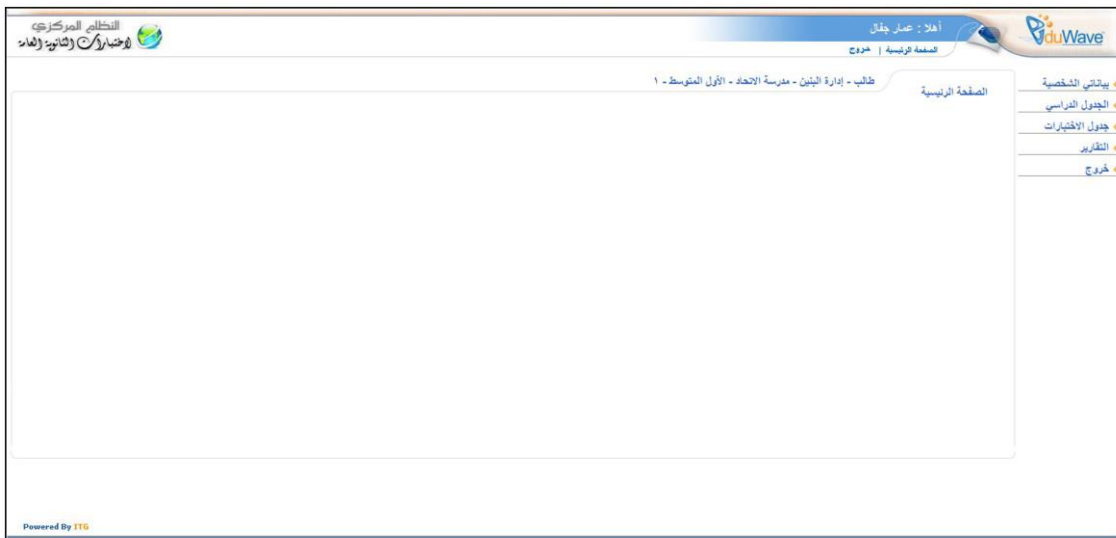 النظام المركزي
لاختبارات الثانوية العامة
أهلا : عمار جفال
الصفحة الرئيسية | خروج
EduWave
طالب - إدارة البنين - مدرسة الاتحاد - الأول المتوسط - ١
الصفحة الرئيسية
بياناتي الشخصية
الجدول الدراسي
جدول الاختبارات
التقارير
خروج
Powered By ITG